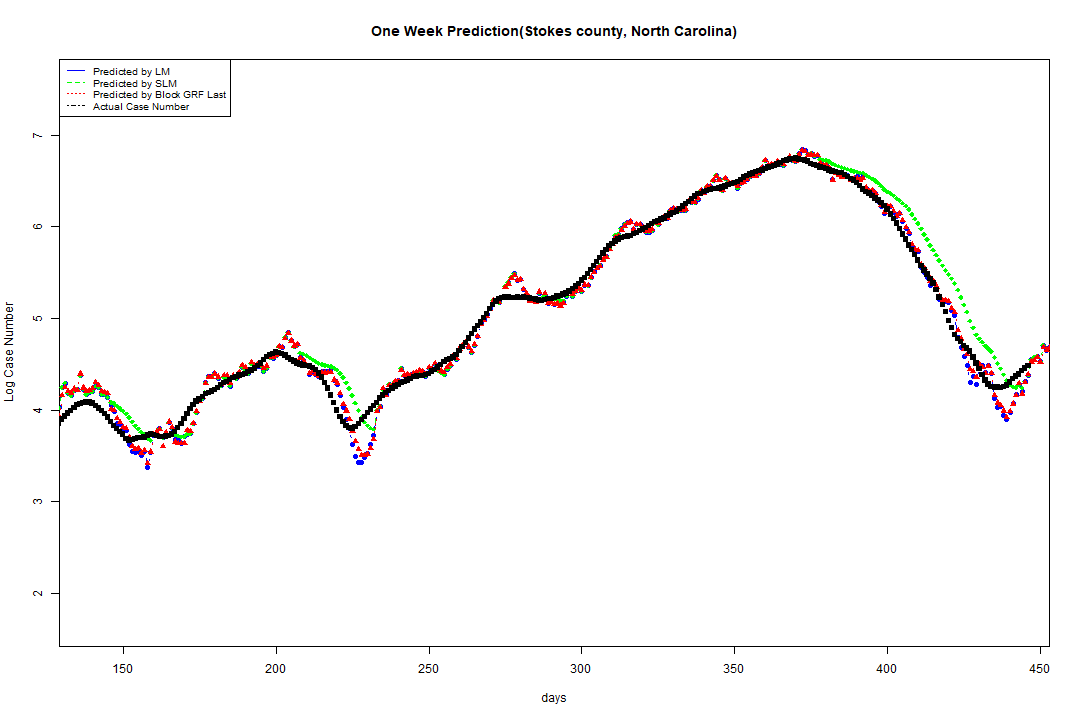 One Week Prediction(Stokes county, North Carolina)
Predicted by LM
Predicted by SLM
Predicted by Block GRF Last
Actual Case Number
7
6
5
4
3
2
Log Case Number
150 200 250 300 350 400 450
days